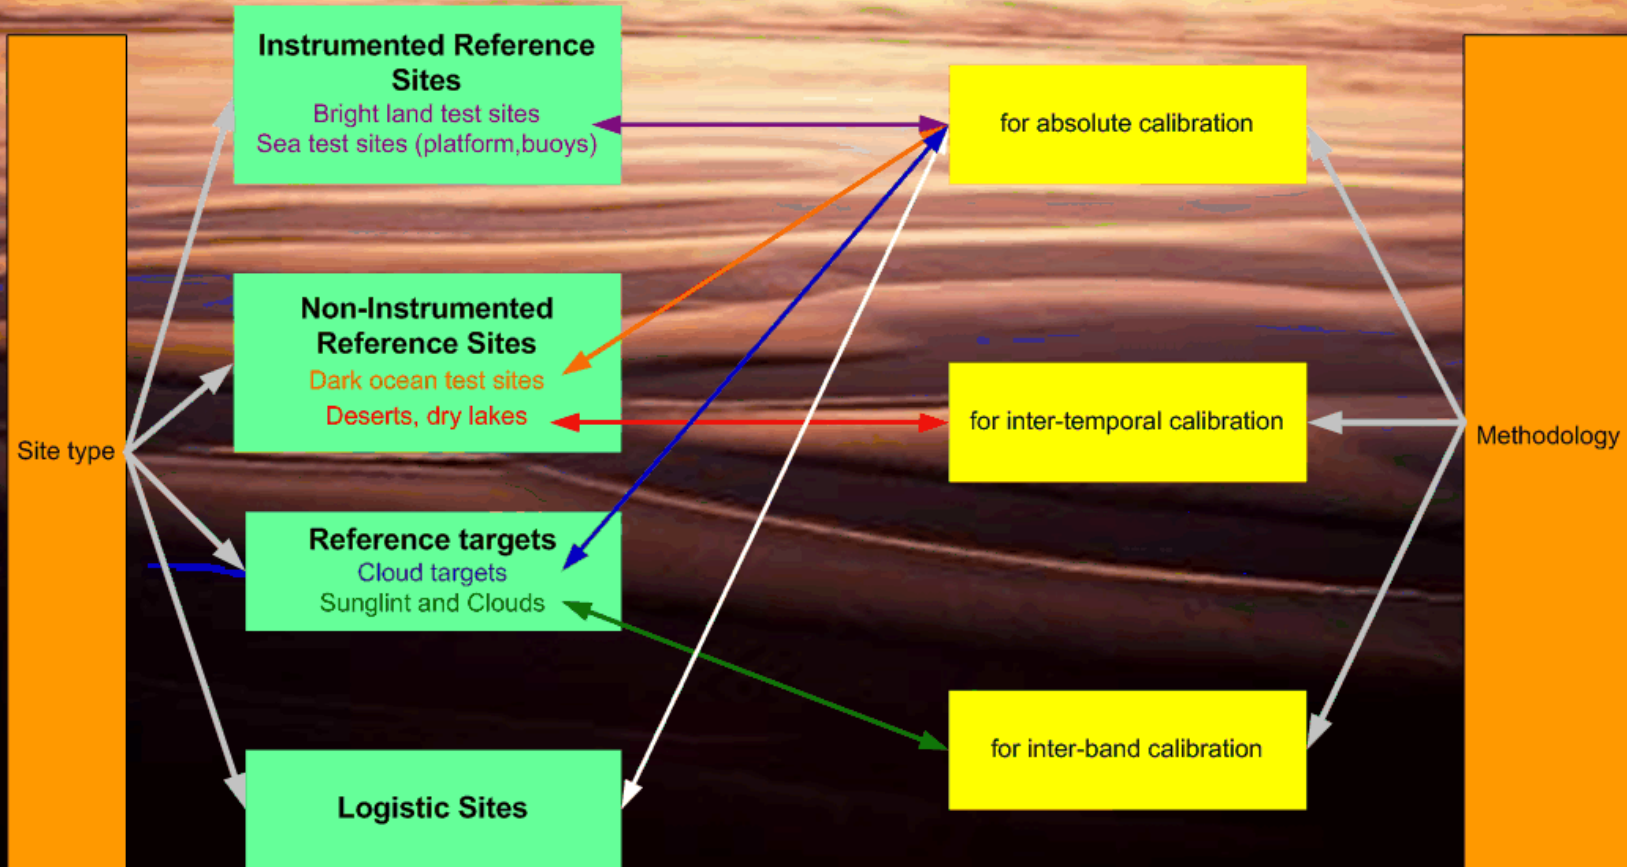 Site type
Instrumented Reference
Sites
Bright land test sites
Sea test sites (platform,buoys)
Non-Instrumented
Reference Sites
Dark ocean test sites
Deserts, dry lakes
Reference targets
Cloud targets
Sunglint and Clouds
Logistic Sites
for absolute calibration
for inter-temporal calibration
for inter-band calibration
Methodology